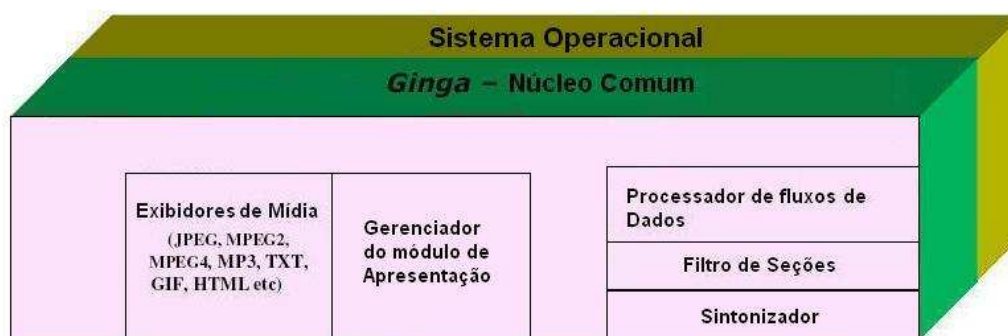 Sistema Operacional
Ginga – Núcleo Comum
Exibidores de Mídia
(JPEG, MPEG2,
MPEG4, MP3, TXT,
GIF, HTML etc)
Gerenciador
do módulo de
Apresentação
Processador de fluxos de
Dados
Filtro de Seções
Sintonizador